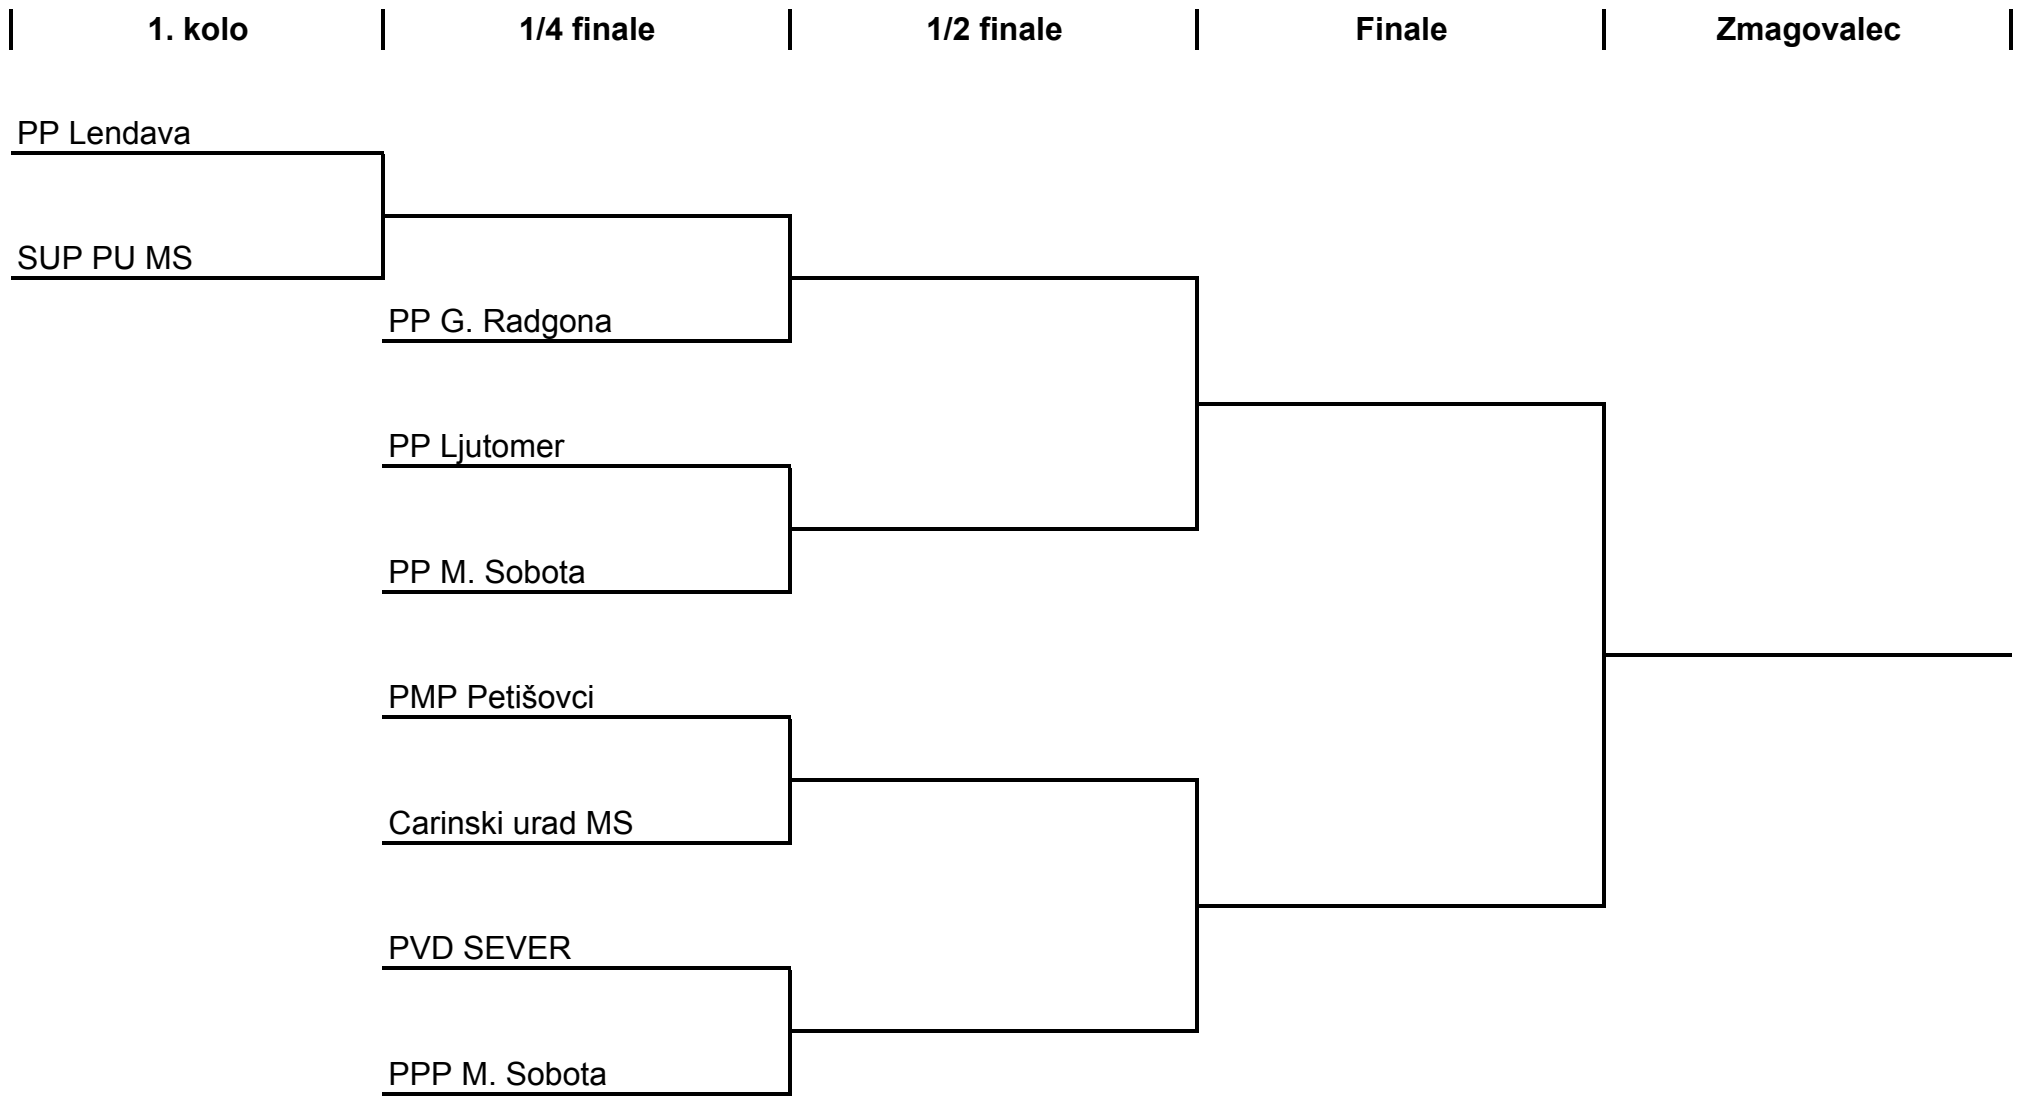 1. kolo 1/4 finale 1/2 finale Finale Zmagovalec
PP Lendava
SUP PU MS
PP G. Radgona
PP Ljutomer
PP M. Sobota
PMP Petišovci
Carinski urad MS
PVD SEVER
PPP M. Sobota